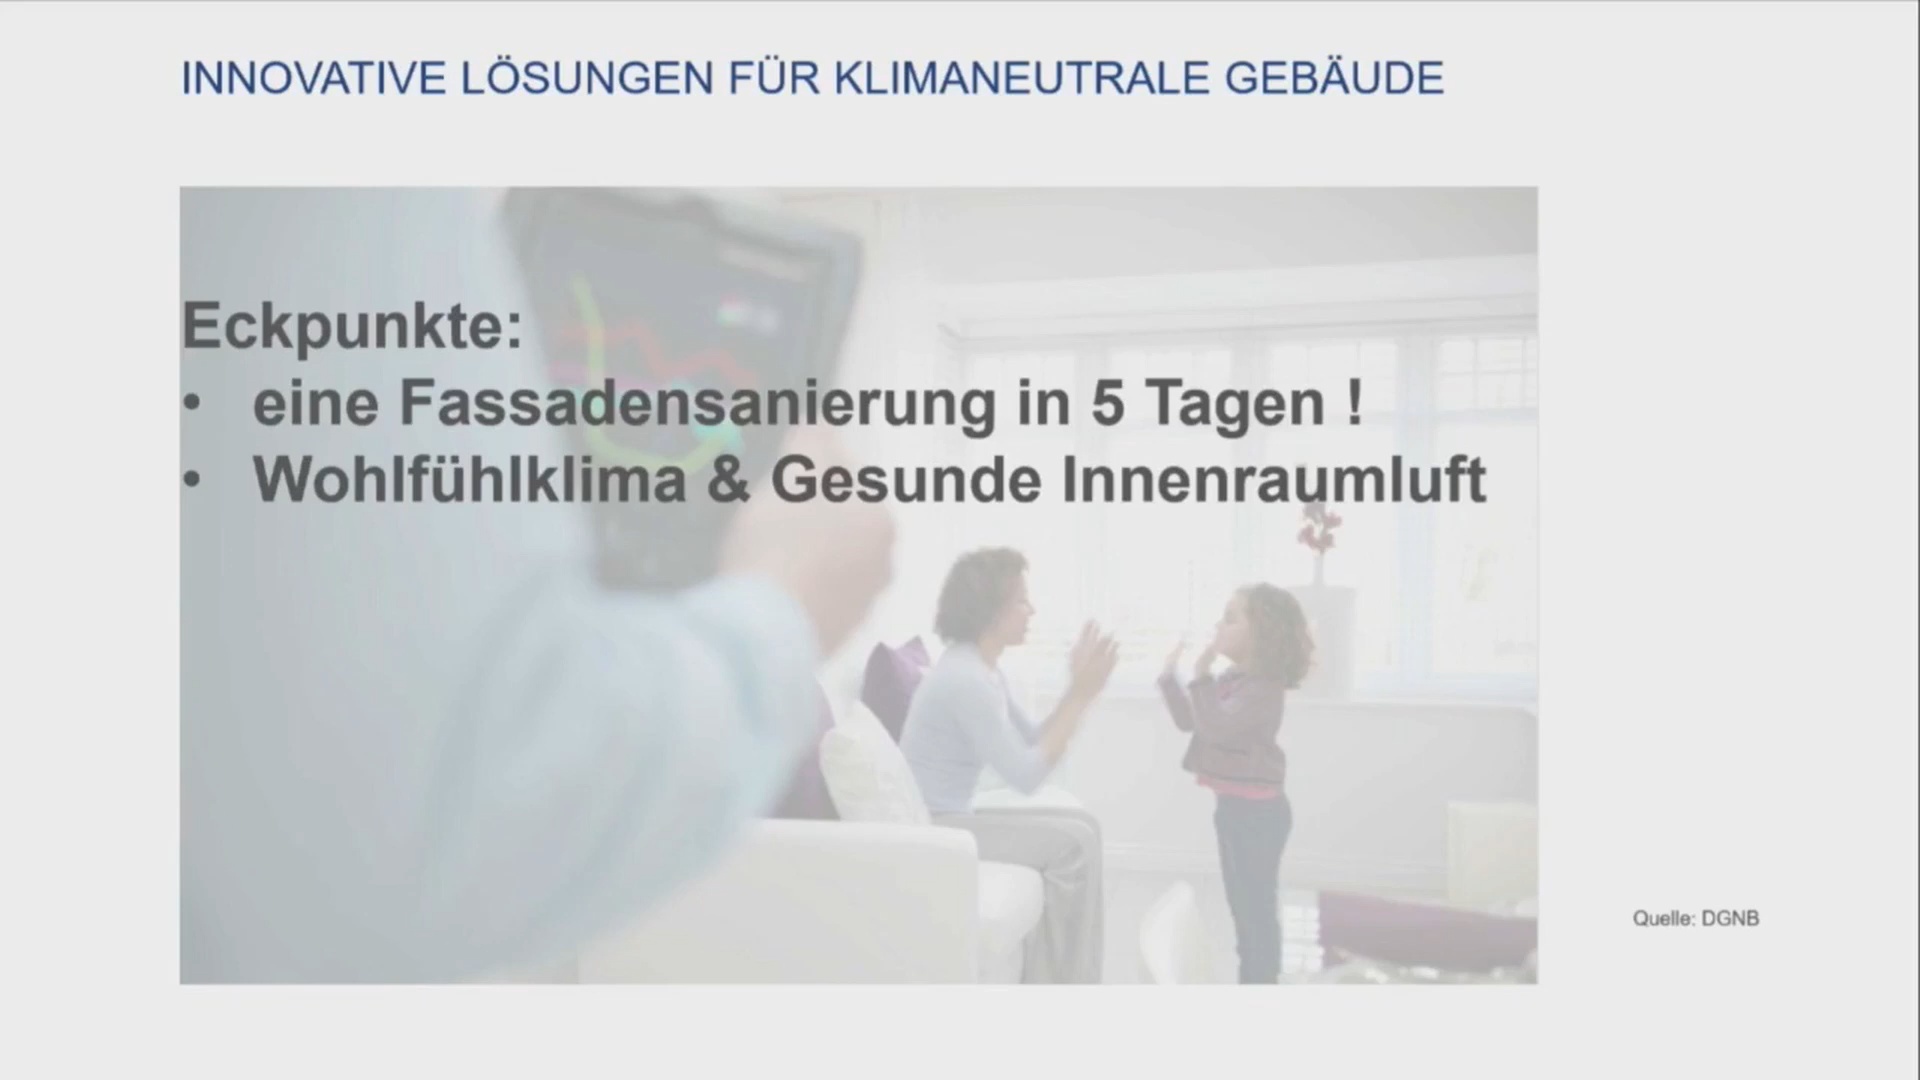 INNOVATIVE LÖSUNGEN FÜR KLIMANEUTRALE GEBÄUDE
Eckpunkte:
• eine Fassadensanierung in 5 Tagen !
• Wohlfühlklima & Gesunde Innenraumluft
Quelle: DGNB